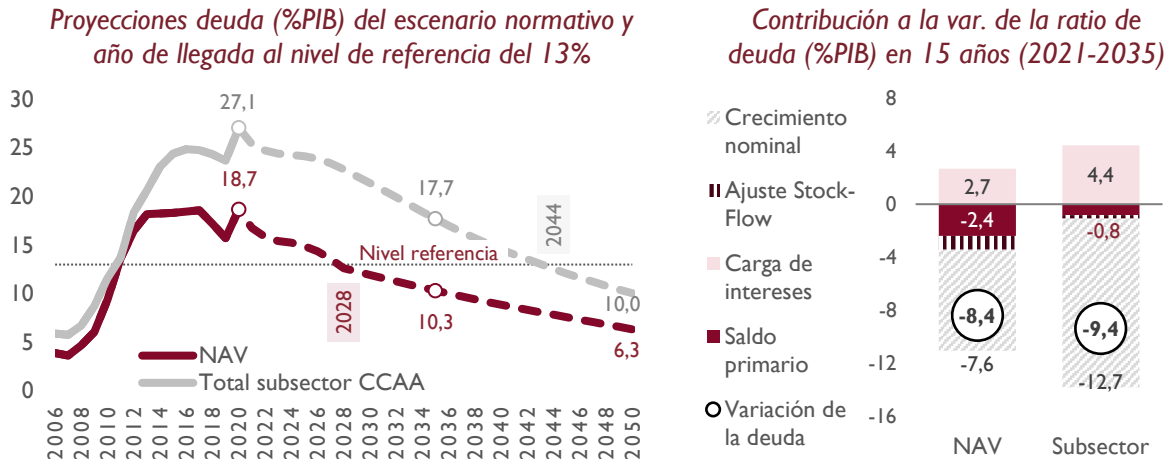 Proyecciones deuda (%PIB) del escenario normativo y
año de llegada al nivel de referencia del 13%
30
25
20
15
10
5
0
27,1
18,7
17,7
2044
Nivel referencia
2028
10,3
10,0
6,3
NAV
Total subsector CCAA
2006
2008
2010
2012
2014
2016
2018
2020
2022
2024
2026
2028
2030
2032
2034
2036
2038
2040
2042
2044
2046
2048
2050
Contribución a la var. de la ratio de
deuda (%PIB) en 15 años (2021-2035)
Crecimiento
nominal
Ajuste Stock-
Flow
Carga de
intereses
Saldo
primario
Variación de
la deuda
8
4
0
-4
-8
-12
-16
2,7
4,4
-2,4
-0,8
-8,4
-9,4
-7,6
-12,7
NAV
Subsector